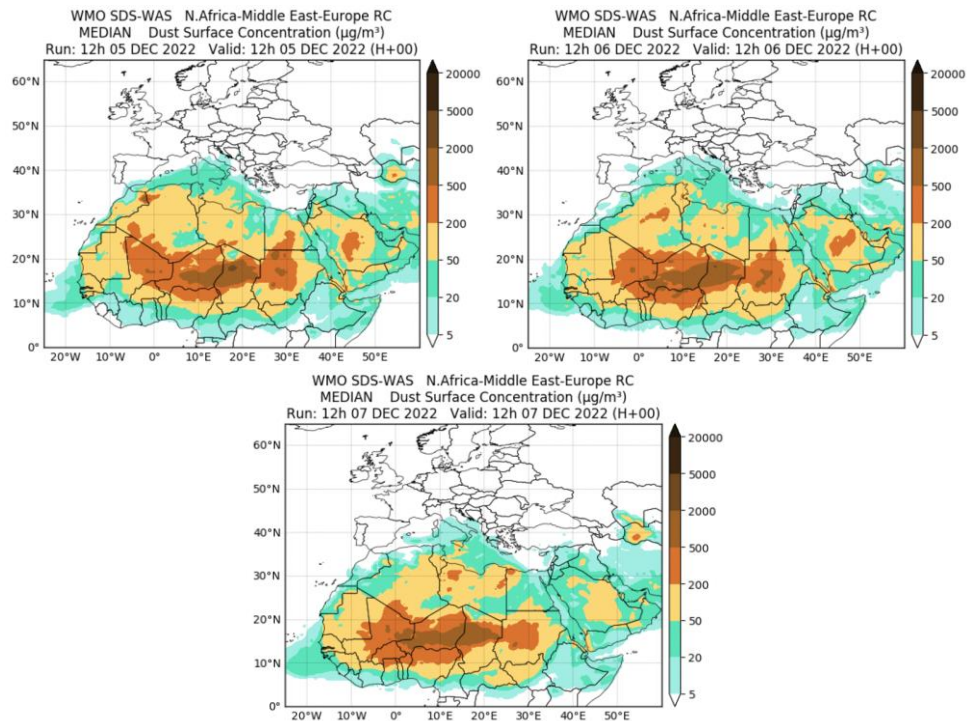 WMO SDS-WAS N.Africa-Middle East-Europe RC
MEDIAN Dust Surface Concentration (µg/m³)
Run: 12h 05 DEC 2022 Valid: 12h 05 DEC 2022 (H+00)
60°N
50°N
40°N
30°N
20°N
10°N
0°
20°W
10°W
0°
10°E
20°E
30°E
40°E
50°E
20000
5000
2000
500
200
50
20
5
WMO SDS-WAS N.Africa-Middle East-Europe RC
MEDIAN Dust Surface Concentration (µg/m³)
Run: 12h 06 DEC 2022 Valid: 12h 06 DEC 2022 (H+00)
60°N
50°N
40°N
30°N
20°N
10°N
0°
20°W
10°W
0°
10°E
20°E
30°E
40°E
50°E
20000
5000
2000
500
200
50
20
5
WMO SDS-WAS N.Africa-Middle East-Europe RC
MEDIAN Dust Surface Concentration (µg/m³)
Run: 12h 07 DEC 2022 Valid: 12h 07 DEC 2022 (H+00)
60°N
50°N
40°N
30°N
20°N
10°N
0°
20°W
10°W
0°
10°E
20°E
30°E
40°E
50°E
20000
5000
2000
500
200
50
20
5